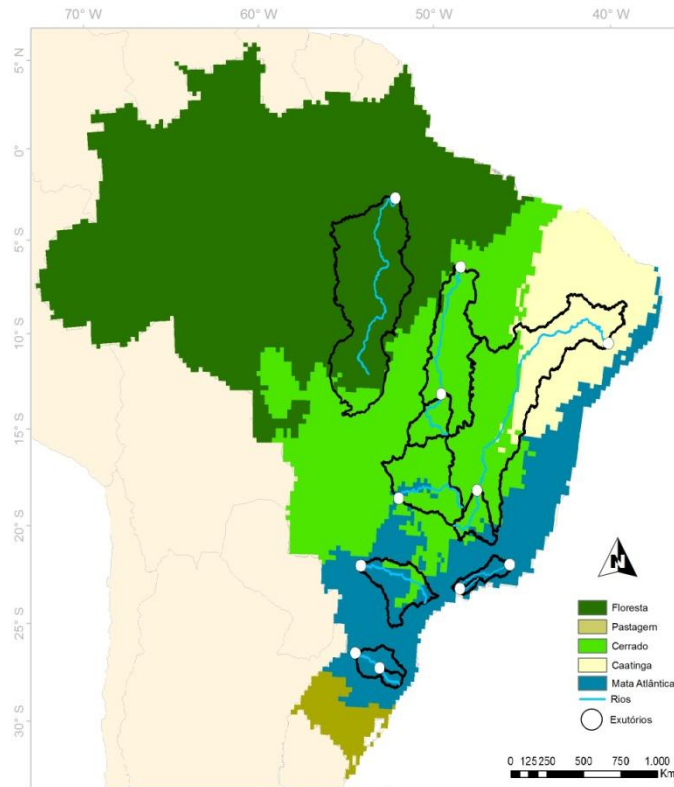 70° W 60° W 50° W 40° W
5° N
0°
5°S
10°S
15°S
20°S
25°S
30°S
N
Floresta
Pastagem
Cerrado
Caatinga
Mata Atlântica
Rios
Exutórios
0 125 250 500 750 1.000
Km